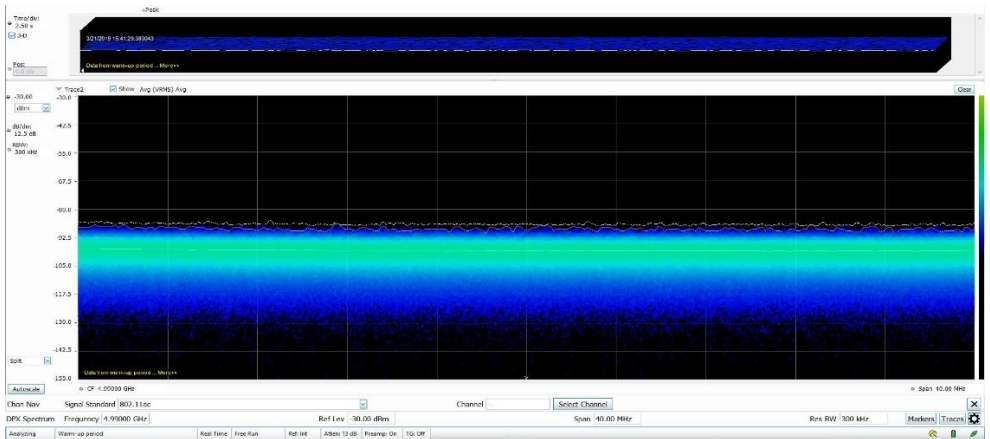 +Peak
Time/div:
2.50 s
3-D
3/21/2019 15:41:29.383043
Pos:
Data from warm-up period ... More>>
Trace2 Show Avg (VRMS) Avg Clear
-30.00
-30.0
dBm
dB/div:
12.5 dB
-42.5
RBW:
300 kHz
-55.0
-67.5
-80.0
-92.5
-105.0
-117.5
-130.0
-142.5
Split
Data from warm-up period ... More>>
-155.0
Autoscale CF 4.99000 GHz Span 40.00 MHz
Chan Nav Signal Standard 802.11ac Channel Select Channel
DPX Spectrum Frequency 4.99000 GHz Ref Lev -30.00 dBm Span 40.00 MHz Res BW 300 kHz Markers Traces
Analyzing Warm-up period Real Time Free Run Ref: Int Atten: 13 dB Preamp: On TG: Off